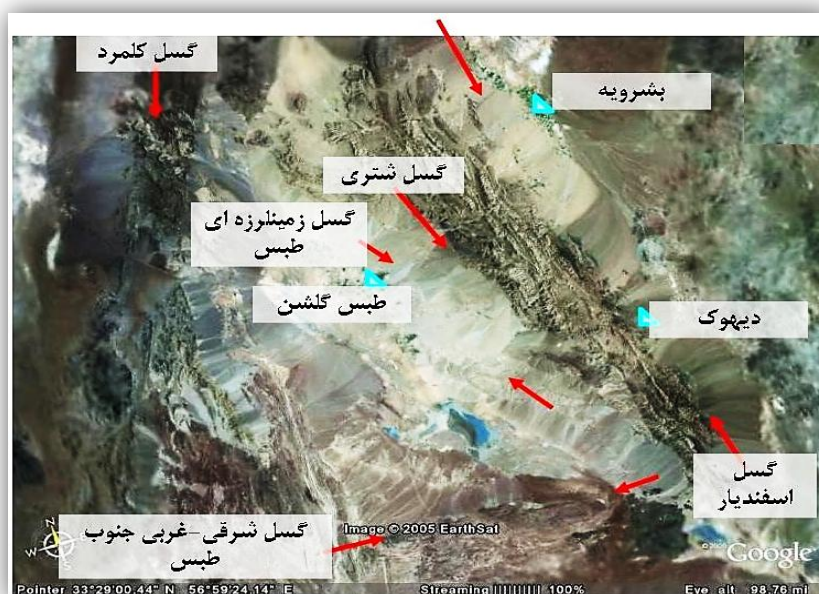 گسل کلمرد
بشرویه
گسل شتری
گسل زمینلرزه ای
طبس
طبس گلشن
دیهوک
گسل
اسفندیار
گسل شرقی-غربی جنوب
طبس
Image © 2005 EarthSat
Google
Pointer 33°29'00.44" N 56°59'24.14" E
Streaming ||||||||| 100%
Eye alt 98.76 mi